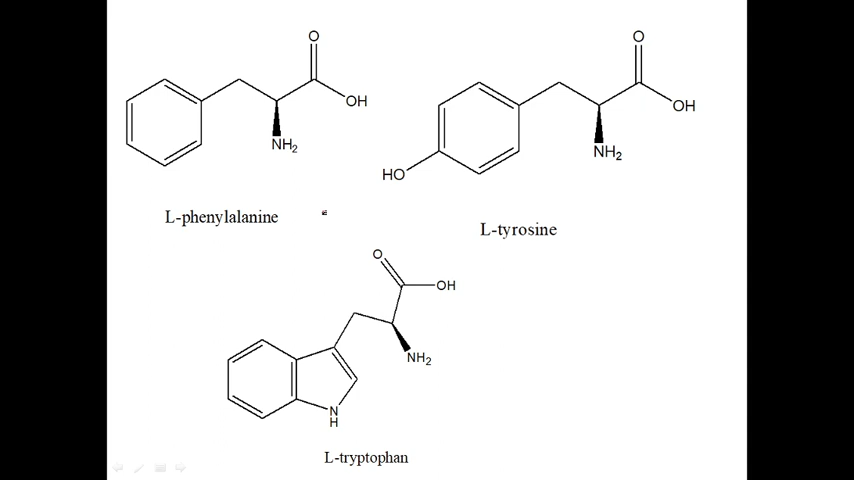 O
OH
NH2
L-phenylalanine
O
OH
NH2
HO
L-tyrosine
O
OH
NH2
N
H
L-tryptophan